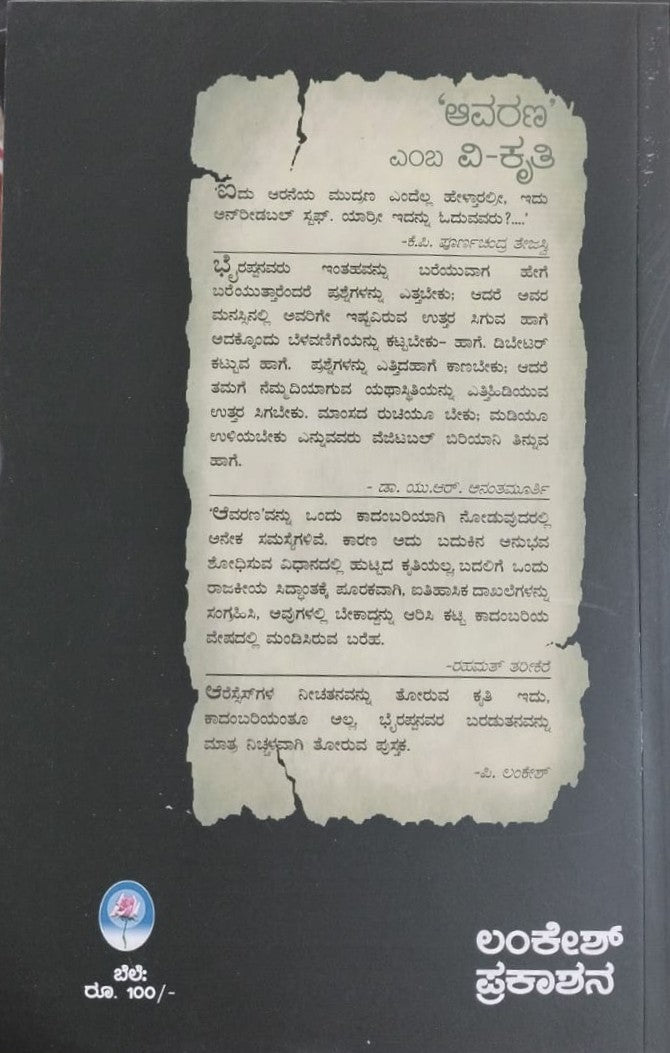 'ಆವರಣ'
ಎಂಬ ವಿ-ಕೃತಿ
'ಐದು ಆರನೆಯ ಮುದ್ರಣ ಎಂದೆಲ್ಲ ಹೇಳ್ತಾರಲ್ರೀ, ಇದು
ಅನ್‌ರೀಡಬಲ್ ಸ್ಟಫ್. ಯಾರ್ರೀ ಇದನ್ನು ಓದುವವರು?....'
-ಕೆ.ಪಿ. ಪೂರ್ಣಚಂದ್ರ ತೇಜಸ್ವಿ
ಭೈರಪ್ಪನವರು ಇಂತಹವನ್ನು ಬರೆಯುವಾಗ ಹೇಗೆ
ಬರೆಯುತ್ತಾರೆಂದರೆ ಪ್ರಶ್ನೆಗಳನ್ನು ಎತ್ತಬೇಕು; ಆದರೆ ಅವರ
ಮನಸ್ಸಿನಲ್ಲಿ ಅವರಿಗೇ ಇಷ್ಟವಿರುವ ಉತ್ತರ ಸಿಗುವ ಹಾಗೆ
ಅದಕ್ಕೊಂದು ಬೆಳವಣಿಗೆಯನ್ನು ಕಟ್ಟಬೇಕು- ಹಾಗೆ. ಡಿಬೇಟರ್
ಕಟ್ಟುವ ಹಾಗೆ. ಪ್ರಶ್ನೆಗಳನ್ನು ಎತ್ತಿದಹಾಗೆ ಕಾಣಬೇಕು; ಆದರೆ
ತಮಗೆ ನೆಮ್ಮದಿಯಾಗುವ ಯಥಾಸ್ಥಿತಿಯನ್ನು ಎತ್ತಿಹಿಡಿಯುವ
ಉತ್ತರ ಸಿಗಬೇಕು. ಮಾಂಸದ ರುಚಿಯೂ ಬೇಕು; ಮಡಿಯೂ
ಉಳಿಯಬೇಕು ಎನ್ನುವವರು ವೆಜಿಟಬಲ್ ಬಿರಿಯಾನಿ ತಿನ್ನುವ
ಹಾಗೆ.
- ಡಾ. ಯು.ಆರ್. ಅನಂತಮೂರ್ತಿ
'ಆವರಣ'ವನ್ನು ಒಂದು ಕಾದಂಬರಿಯಾಗಿ ನೋಡುವುದರಲ್ಲಿ
ಅನೇಕ ಸಮಸ್ಯೆಗಳಿವೆ. ಕಾರಣ ಅದು ಬದುಕಿನ ಅನುಭವ
ಶೋಧಿಸುವ ವಿಧಾನದಲ್ಲಿ ಹುಟ್ಟಿದ ಕೃತಿಯಲ್ಲ, ಬದಲಿಗೆ ಒಂದು
ರಾಜಕೀಯ ಸಿದ್ಧಾಂತಕ್ಕೆ ಪೂರಕವಾಗಿ, ಐತಿಹಾಸಿಕ ದಾಖಲೆಗಳನ್ನು
ಸಂಗ್ರಹಿಸಿ, ಅವುಗಳಲ್ಲಿ ಬೇಕಾದ್ದನ್ನು ಆರಿಸಿ ಕಟ್ಟಿ ಕಾದಂಬರಿಯ
ವೇಷದಲ್ಲಿ ಮಂಡಿಸಿರುವ ಬರೆಹ.
-ರಹಮತ್ ತರೀಕೆರೆ
ಆರೆಸ್ಸೆಸ್‌ಗಳ ನೀಚತನವನ್ನು ತೋರುವ ಕೃತಿ ಇದು,
ಕಾದಂಬರಿಯಂತೂ ಅಲ್ಲ, ಭೈರಪ್ಪನವರ ಬರಡುತನವನ್ನು
ಮಾತ್ರ ನಿಚ್ಚಳವಾಗಿ ತೋರುವ ಪುಸ್ತಕ.
-ಪಿ. ಲಂಕೇಶ್
ಬೆಲೆ:
ರೂ. 100/-
ಲಂಕೇಶ್
ಪ್ರಕಾಶನ